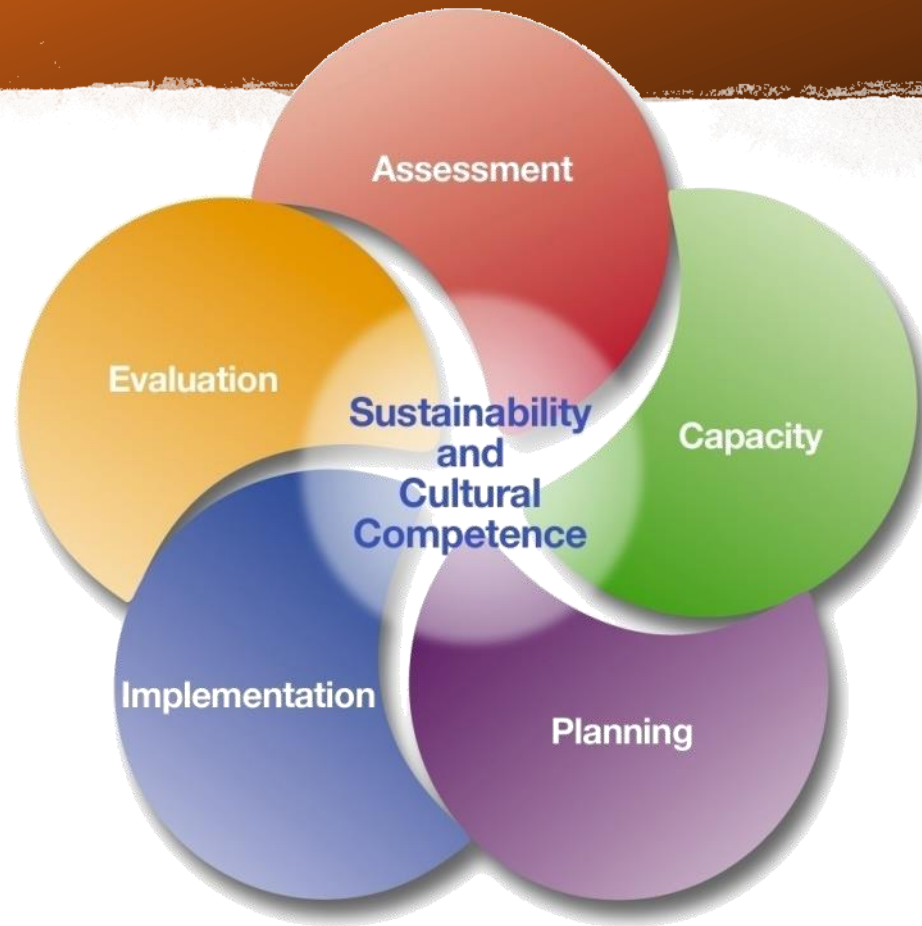 Assessment
Capacity
Planning
Implementation
Evaluation
Sustainability
and
Cultural
Competence